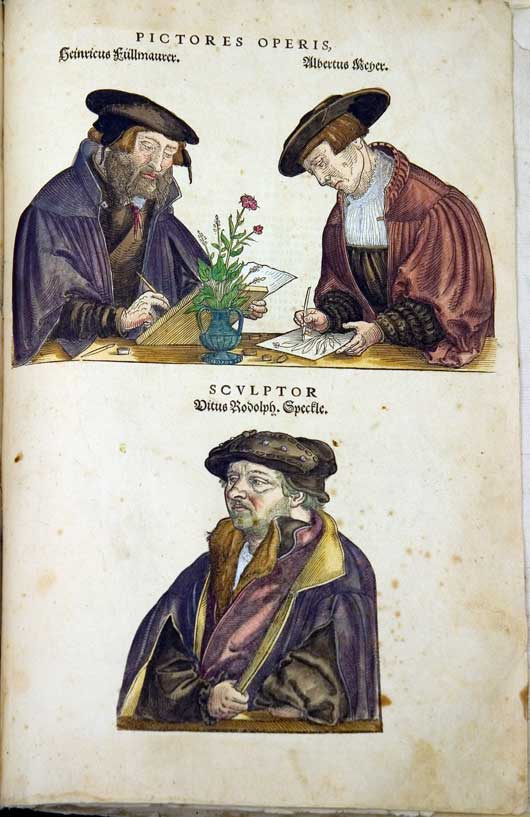 PICTORES OPERIS,
Heinricus Füllmaurer. Albertus Meyer.
SCVLPTOR
Vitus Rodolph. Speckle.